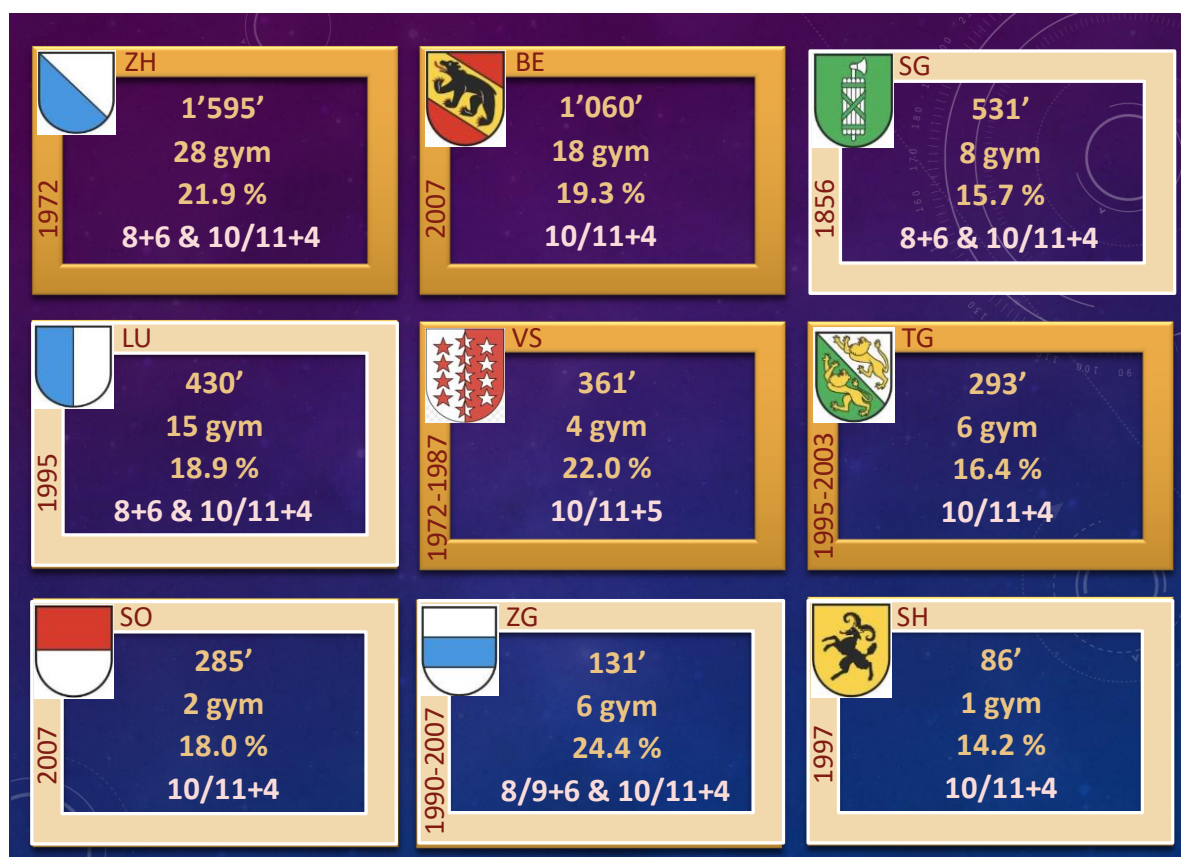 ZH
1’595’
28 gym
21.9 %
8+6 & 10/11+4
1972
BE
1’060’
18 gym
19.3 %
10/11+4
2007
SG
531’
8 gym
15.7 %
8+6 & 10/11+4
1856
LU
430’
15 gym
18.9 %
8+6 & 10/11+4
1995
VS
361’
4 gym
22.0 %
10/11+5
1972-1987
TG
293’
6 gym
16.4 %
10/11+4
1995-2003
SO
285’
2 gym
18.0 %
10/11+4
2007
ZG
131’
6 gym
24.4 %
8/9+6 & 10/11+4
1990-2007
SH
86’
1 gym
14.2 %
10/11+4
1997